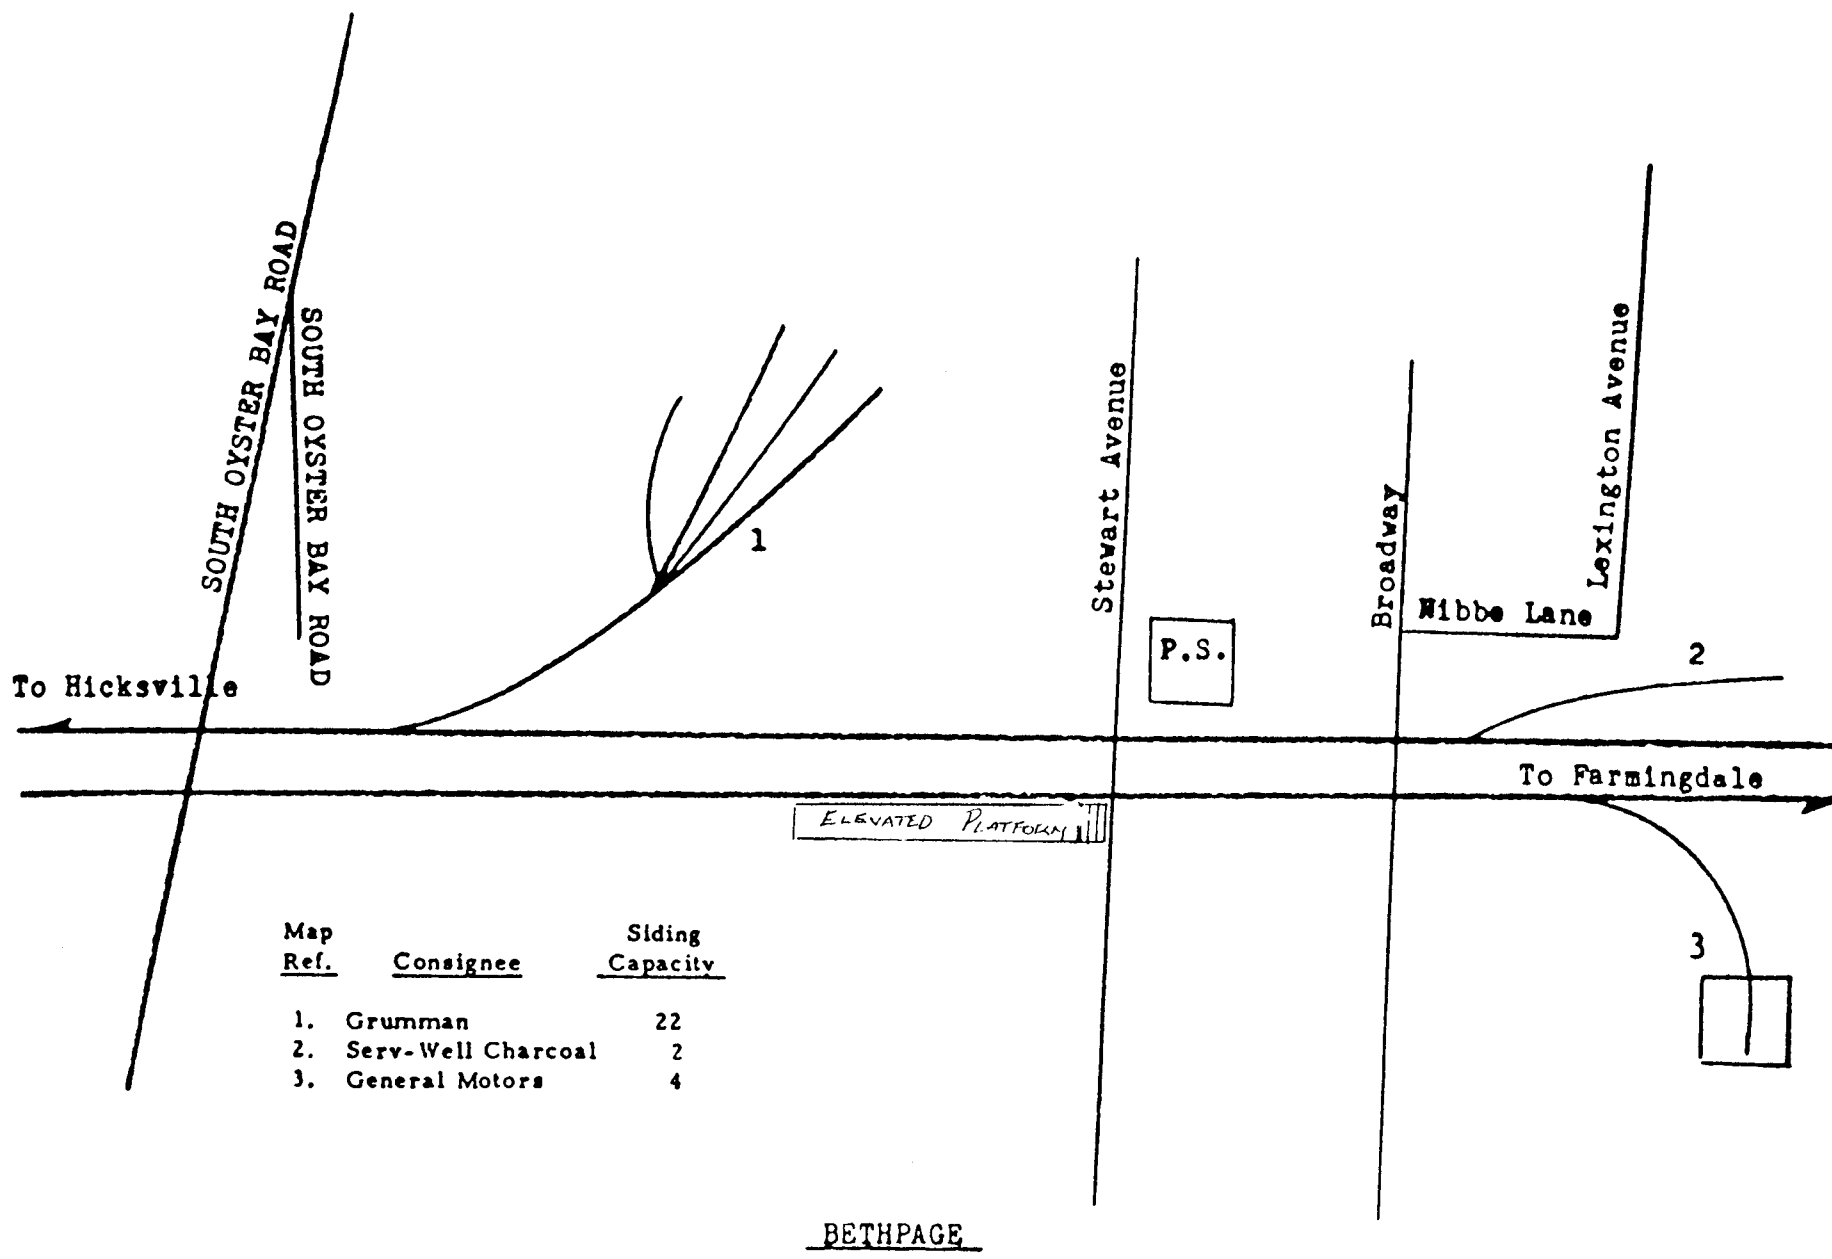 SOUTH OYSTER BAY ROAD
SOUTH OYSTER BAY ROAD
1
Stewart Avenue
Broadway
Lexington Avenue
Nibbe Lane
P.S.
2
To Hicksville
To Farmingdale
ELEVATED PLATFORM
3
Map Ref. Consignee Siding Capacity
1. Grumman 22
2. Serv-Well Charcoal 2
3. General Motors 4
BETHPAGE